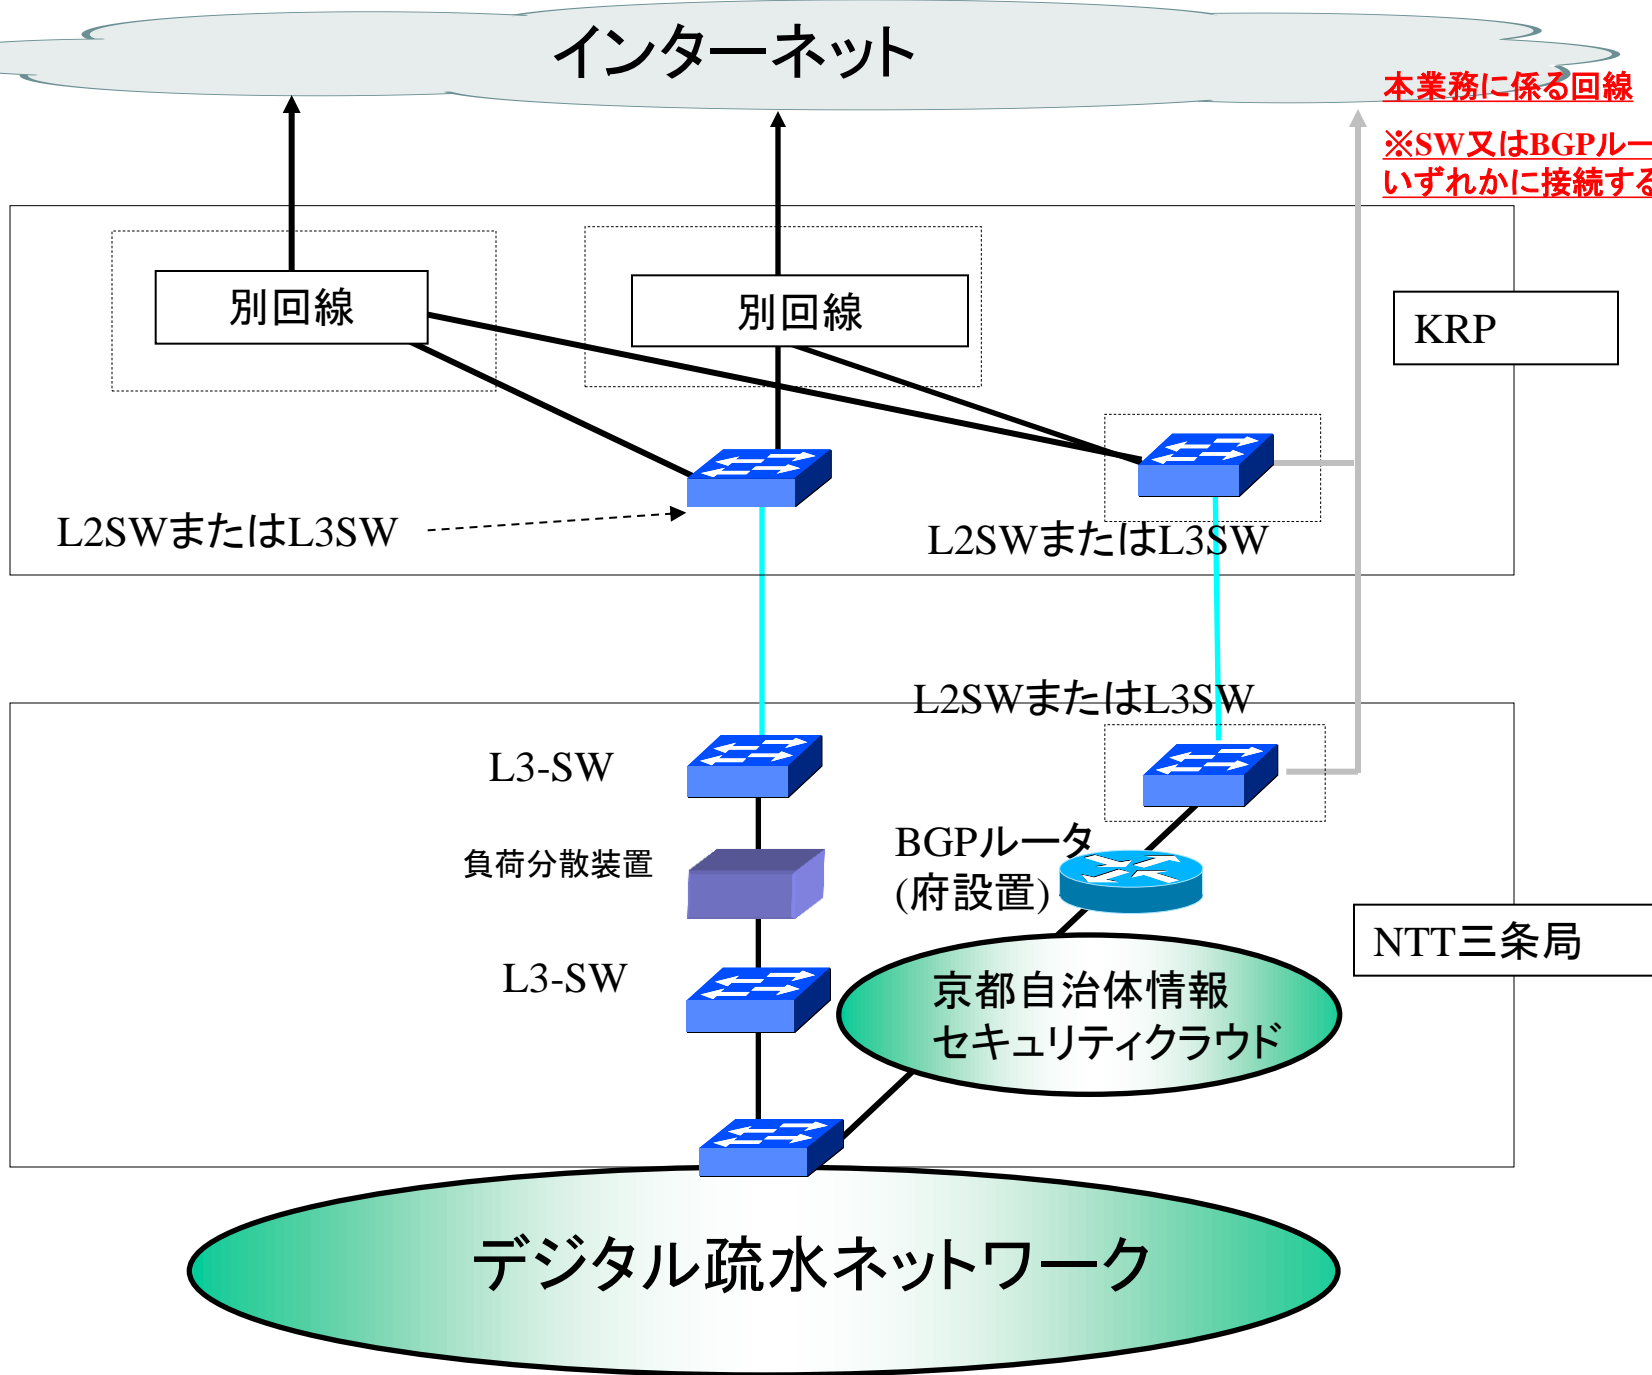 インターネット
本業務に係る回線
※SW又はBGPルー
いずれかに接続する
別回線
別回線
KRP
L2SWまたはL3SW
L2SWまたはL3SW
L2SWまたはL3SW
L3-SW
負荷分散装置
BGPルータ
(府設置)
NTT三条局
L3-SW
京都自治体情報
セキュリティクラウド
デジタル疏水ネットワーク